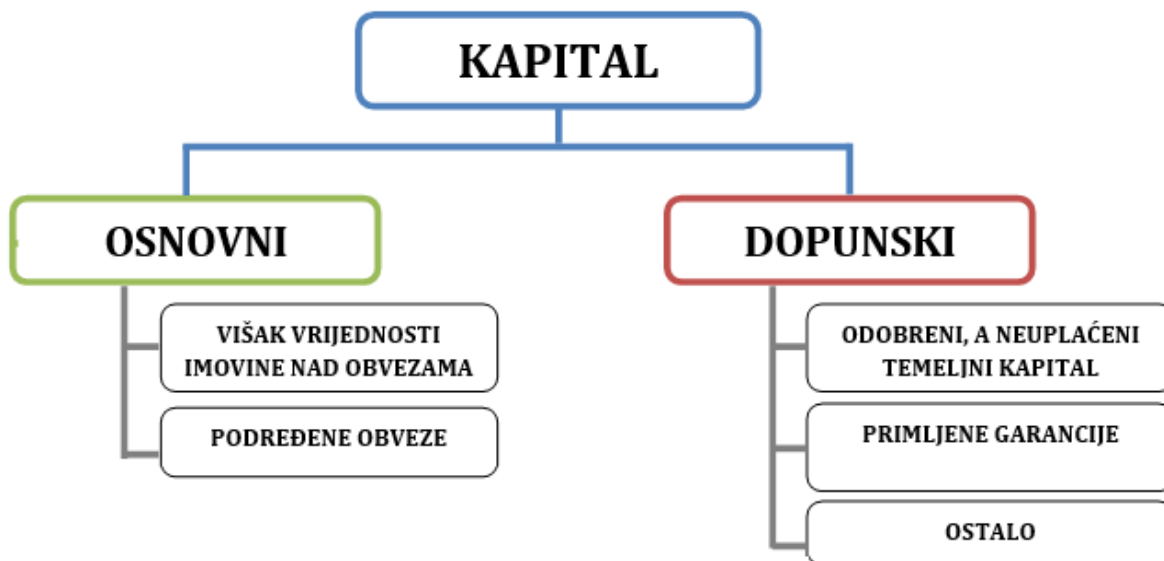 KAPITAL
OSNOVNI
VIŠAK VRIJEDNOSTI
IMOVINE NAD OBVEZAMA
PODREĐENE OBVEZE
DOPUNSKI
ODOBRENI, A NEUPLAĆENI
TEMELJNI KAPITAL
PRIMLJENE GARANCIJE
OSTALO